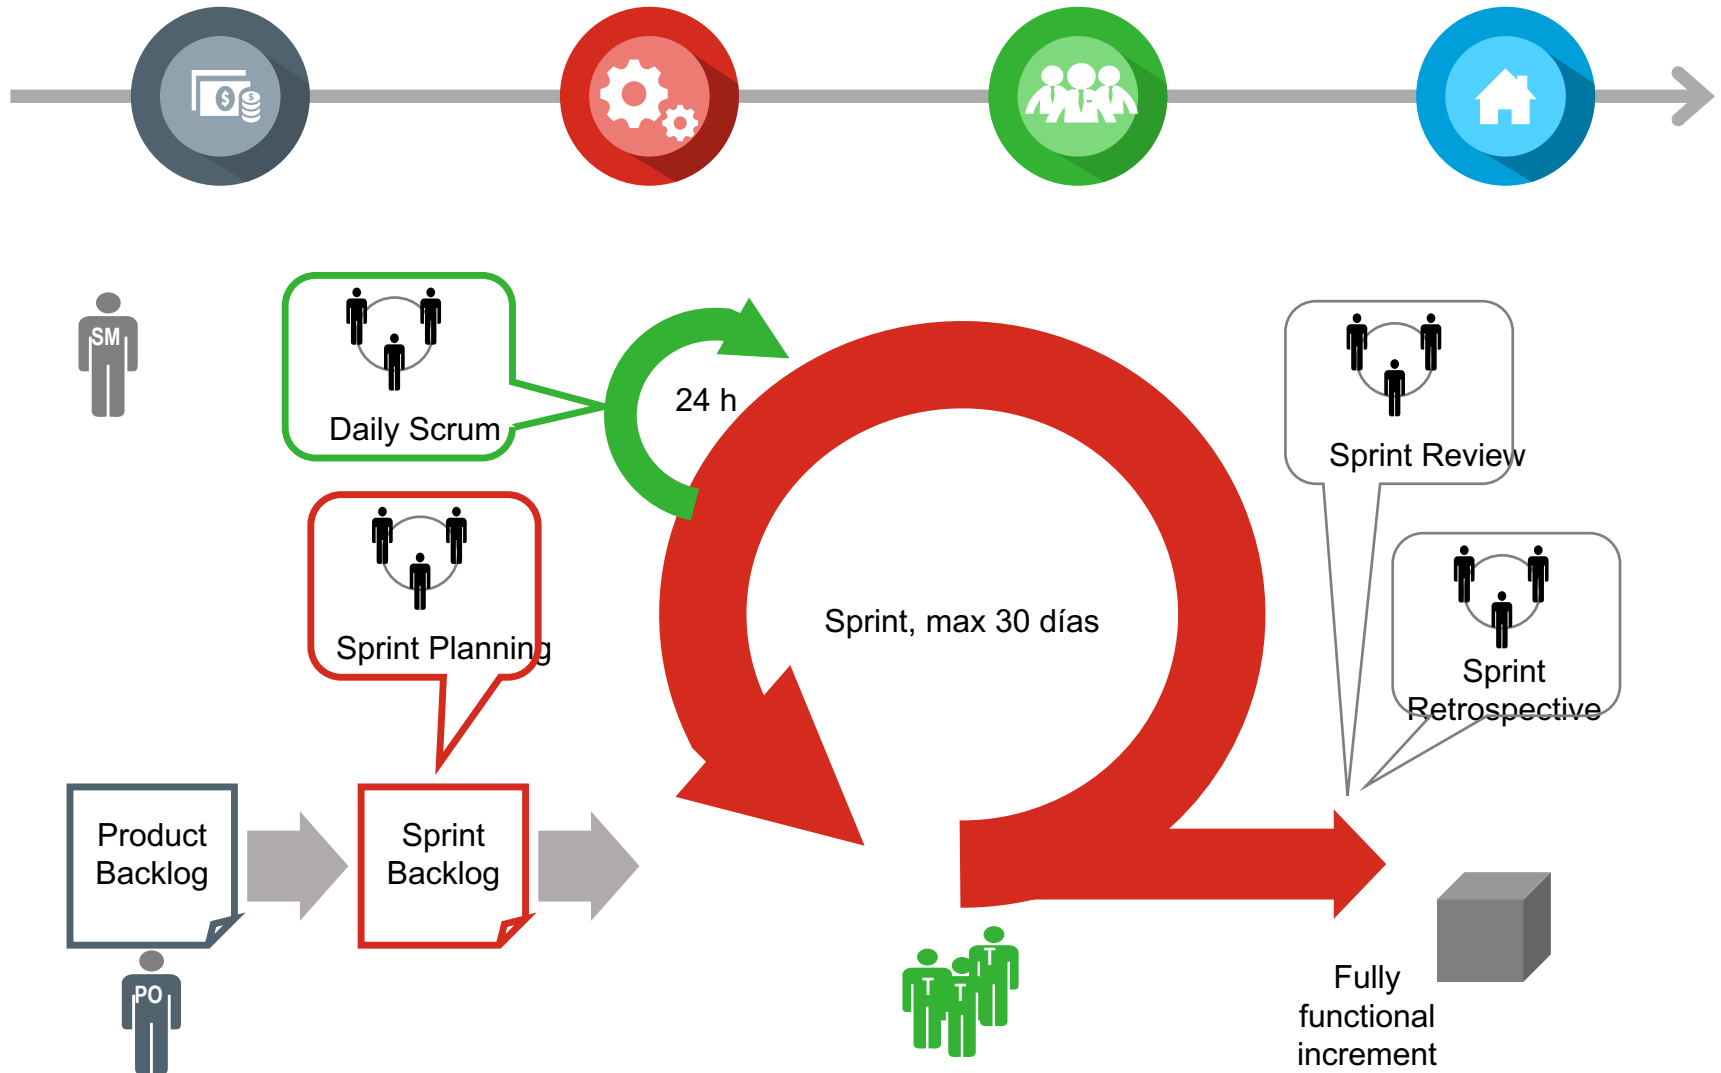 $
$
SM
Daily Scrum
24 h
Sprint Planning
Sprint, max 30 días
Sprint Review
Sprint
Retrospective
Product
Backlog
Sprint
Backlog
PO
T
T
T
Fully
functional
increment